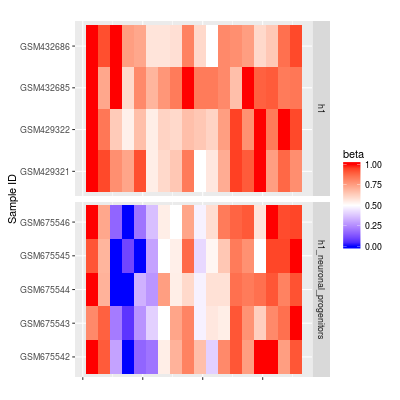 GSM432686
GSM432685
GSM429322
GSM429321
h1
GSM675546
GSM675545
GSM675544
GSM675543
GSM675542
h1_neuronal_progenitors
Sample ID
beta
1.00
0.75
0.50
0.25
0.00